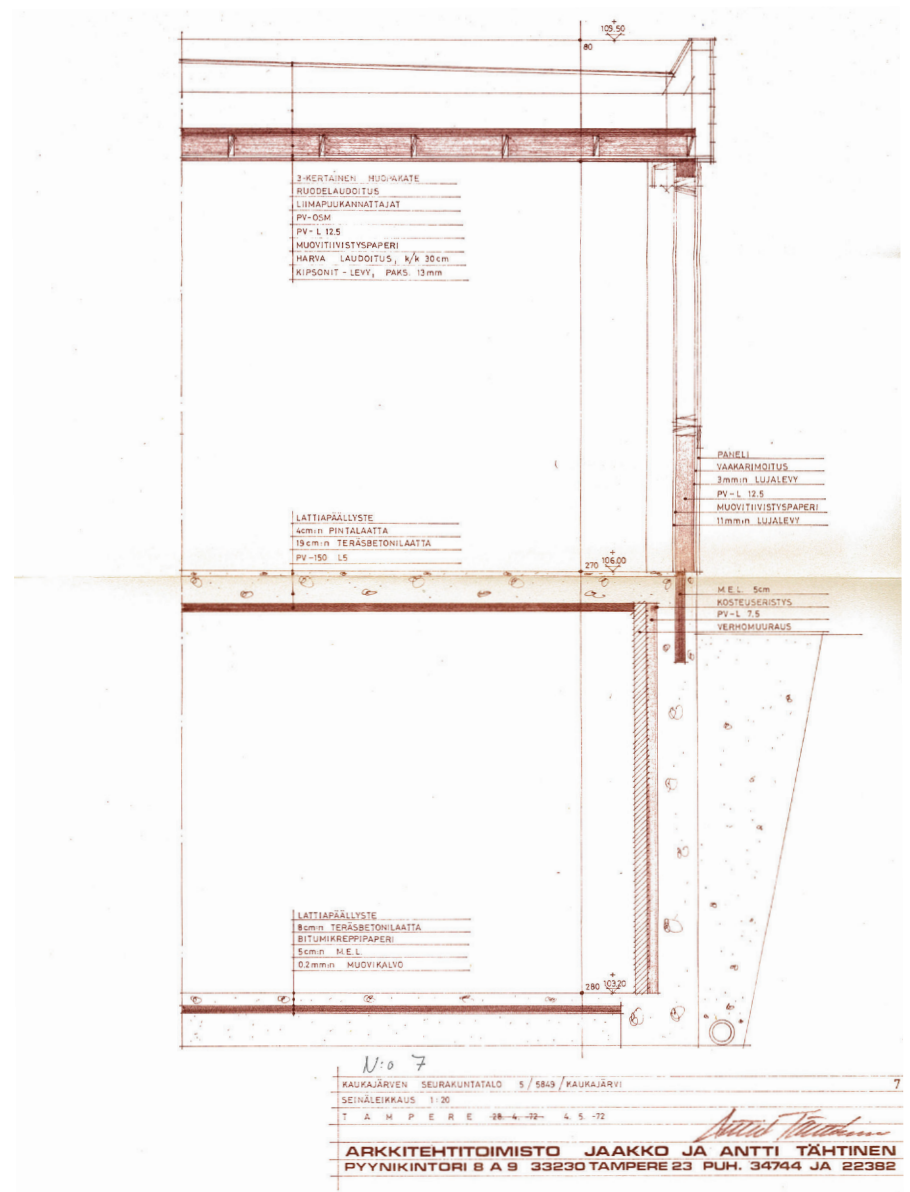 +
109.50
80
3-KERTAINEN HUOPAKATE
RUODELAUDOITUS
LIIMAPUUKANNATTAJAT
PV-OSM
PV-L 12.5
MUOVITIIVISTYSPAPERI
HARVA LAUDOITUS, k/k 30cm
KIPSONIT-LEVY, PAKS. 13mm
PANELI
VAAKARIMOITUS
3mm:n LUJALEVY
PV-L 12.5
MUOVITIIVISTYSPAPERI
11mm:n LUJALEVY
LATTIAPÄÄLLYSTE
4cm:n PINTALAATTA
19cm:n TERÄSBETONILAATTA
PV-150 L5
+
270 106.00
M.E.L. 5cm
KOSTEUSERISTYS
PV-L 7.5
VERHOMUURAUS
LATTIAPÄÄLLYSTE
8cm:n TERÄSBETONILAATTA
BITUMIKREPPIPAPERI
5cm:n M.E.L.
0.2mm:n MUOVIKALVO
+
280 103.20
N:o 7
KAUKAJÄRVEN SEURAKUNTATALO 5/5849/KAUKAJÄRVI 7
SEINÄLEIKKAUS 1:20
TAMPERE 28.4.-72 4.5.-72
Antti Tähtinen
ARKKITEHTITOIMISTO JAAKKO JA ANTTI TÄHTINEN
PYYNIKINTORI 8 A 9 33230 TAMPERE 23 PUH. 34744 JA 22382